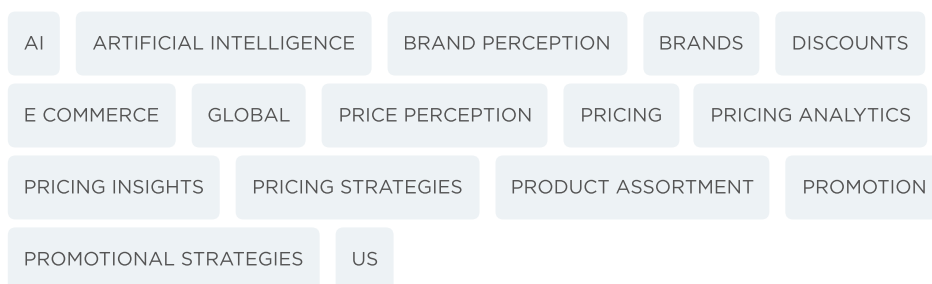 AI ARTIFICIAL INTELLIGENCE BRAND PERCEPTION BRANDS DISCOUNTS
E COMMERCE GLOBAL PRICE PERCEPTION PRICING PRICING ANALYTICS
PRICING INSIGHTS PRICING STRATEGIES PRODUCT ASSORTMENT PROMOTION
PROMOTIONAL STRATEGIES US